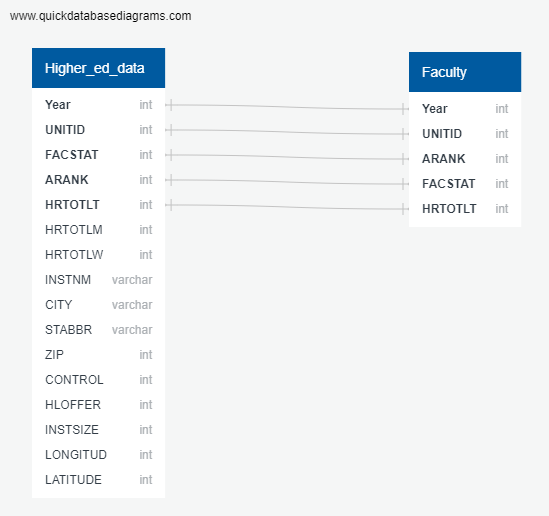 www.quickdatabasediagrams.com
Higher_ed_data
Year int
UNITID int
FACSTAT int
ARANK int
HRTOTLT int
HRTOTLM int
HRTOTLW int
INSTNM varchar
CITY varchar
STABBR varchar
ZIP int
CONTROL int
HLOFFER int
INSTSIZE int
LONGITUD int
LATITUDE int
Faculty
Year int
UNITID int
ARANK int
FACSTAT int
HRTOTLT int